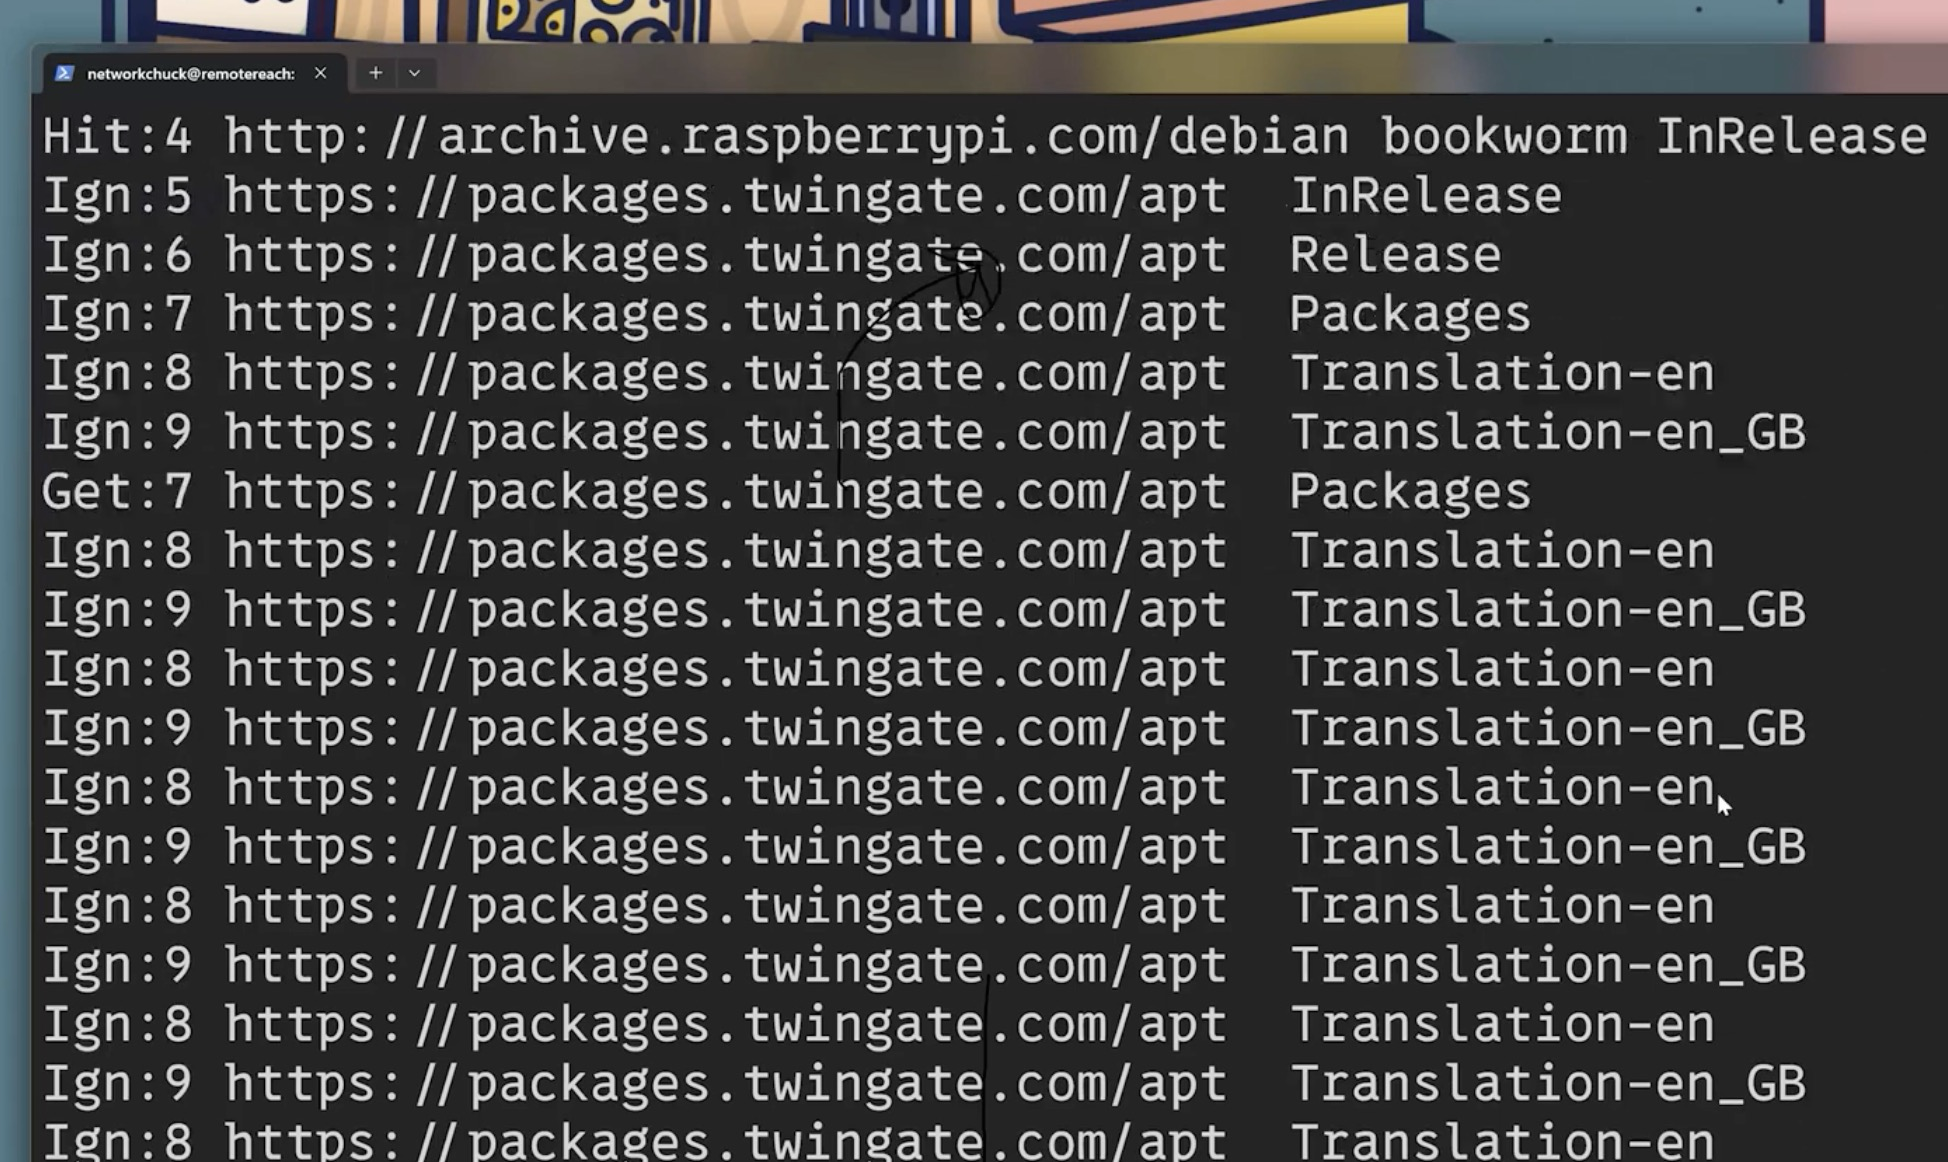 networkchuck@remotereach:
Hit:4 http://archive.raspberrypi.com/debian bookworm InRelease
Ign:5 https://packages.twingate.com/apt  InRelease
Ign:6 https://packages.twingate.com/apt  Release
Ign:7 https://packages.twingate.com/apt  Packages
Ign:8 https://packages.twingate.com/apt  Translation-en
Ign:9 https://packages.twingate.com/apt  Translation-en_GB
Get:7 https://packages.twingate.com/apt  Packages
Ign:8 https://packages.twingate.com/apt  Translation-en
Ign:9 https://packages.twingate.com/apt  Translation-en_GB
Ign:8 https://packages.twingate.com/apt  Translation-en
Ign:9 https://packages.twingate.com/apt  Translation-en_GB
Ign:8 https://packages.twingate.com/apt  Translation-en
Ign:9 https://packages.twingate.com/apt  Translation-en_GB
Ign:8 https://packages.twingate.com/apt  Translation-en
Ign:9 https://packages.twingate.com/apt  Translation-en_GB
Ign:8 https://packages.twingate.com/apt  Translation-en
Ign:9 https://packages.twingate.com/apt  Translation-en_GB
Ign:8 https://packages.twingate.com/apt  Translation-en